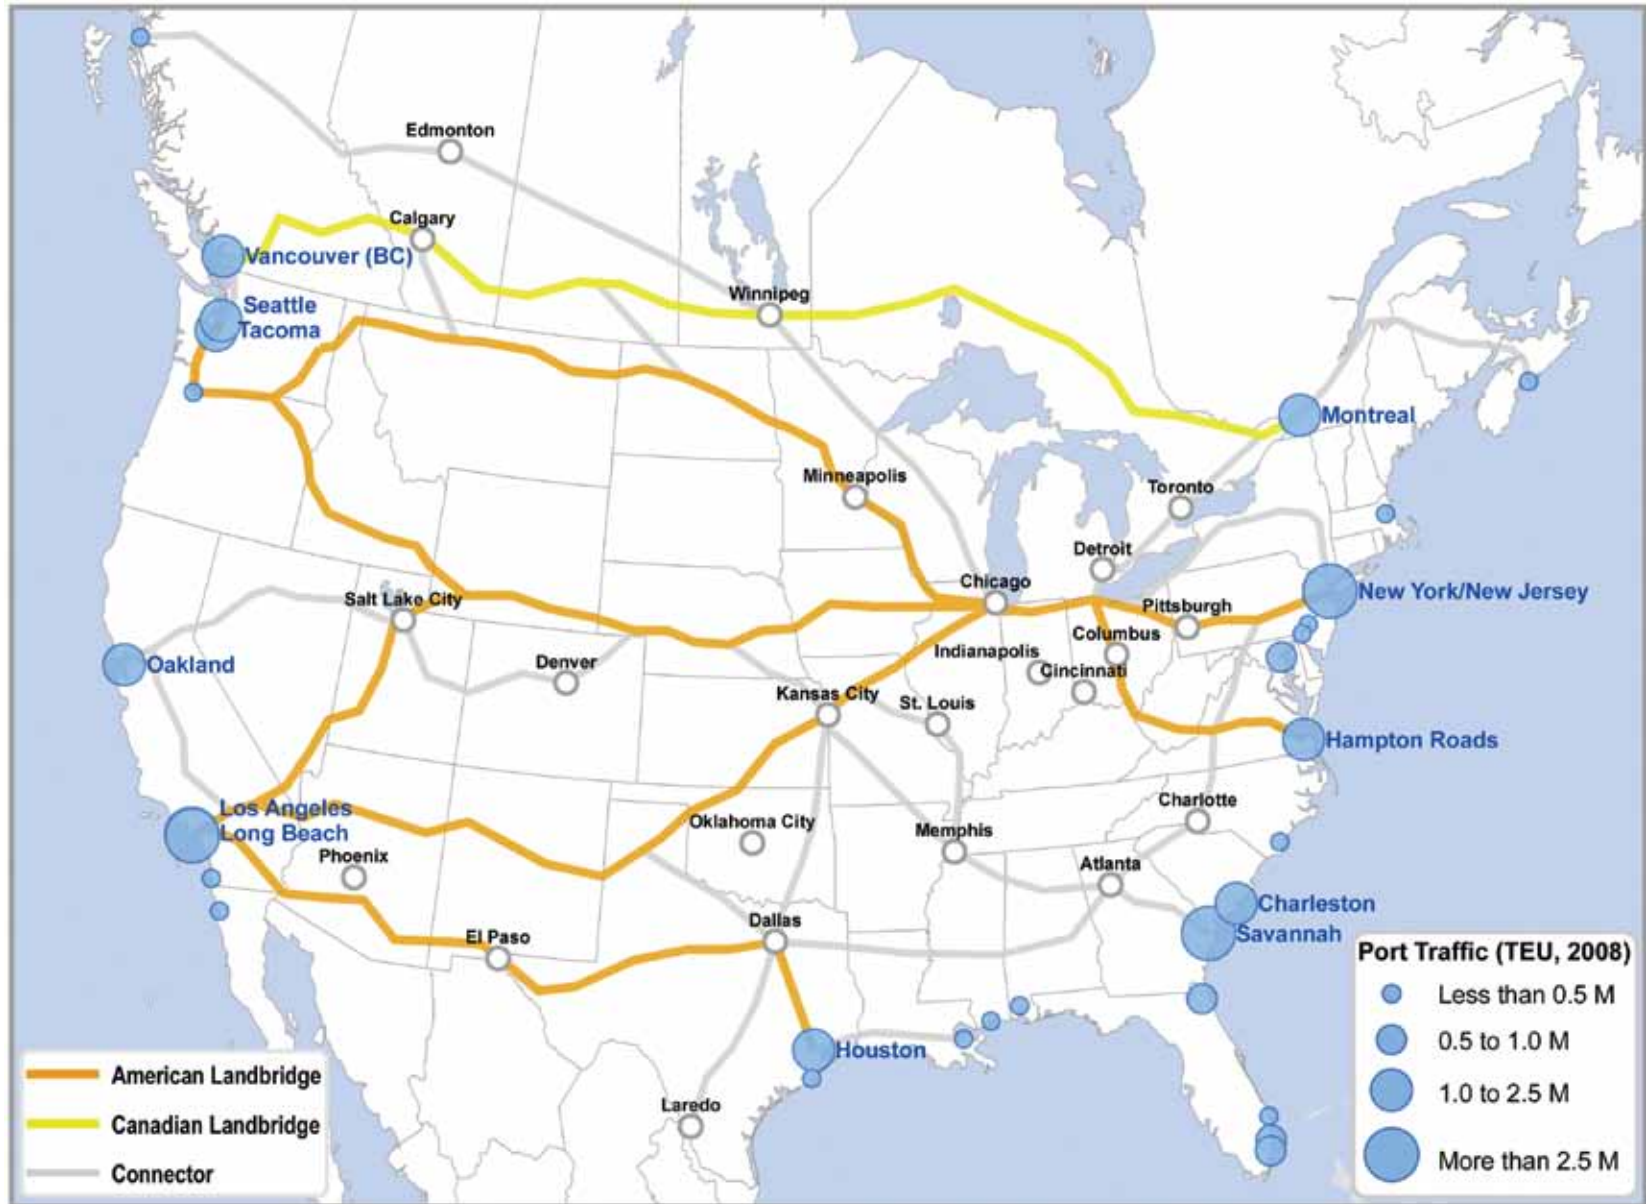 Edmonton
Calgary
Vancouver (BC)
Winnipeg
Seattle
Tacoma
Montreal
Minneapolis
Toronto
Detroit
Chicago
New York/New Jersey
Salt Lake City
Pittsburgh
Columbus
Indianapolis
Oakland
Denver
Cincinnati
Kansas City
St. Louis
Hampton Roads
Los Angeles
Long Beach
Charlotte
Oklahoma City
Memphis
Phoenix
Atlanta
Charleston
Dallas
Savannah
El Paso
Houston
Laredo
American Landbridge
Canadian Landbridge
Connector
Port Traffic (TEU, 2008)
Less than 0.5 M
0.5 to 1.0 M
1.0 to 2.5 M
More than 2.5 M